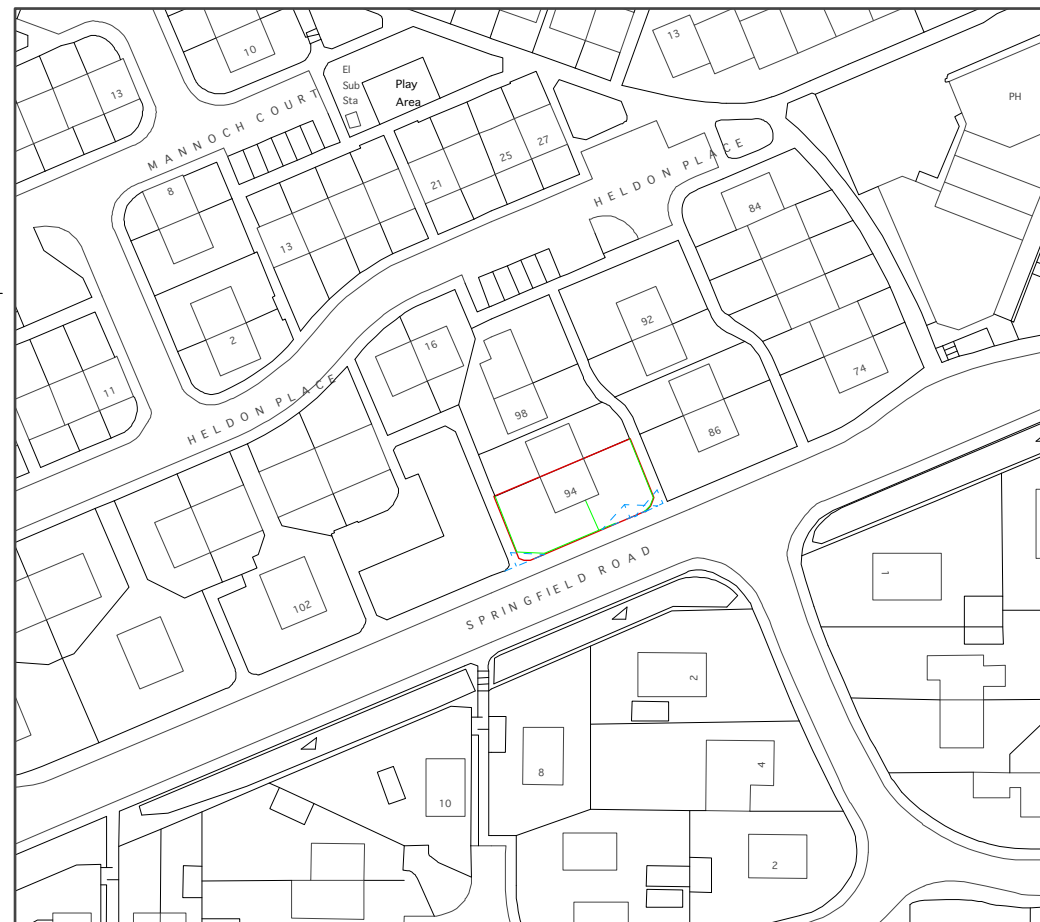 10
13
El
Sub
Sta
Play
Area
PH
13
MANNOCH COURT
8
21
25
27
HELDON PLACE
84
13
2
16
92
98
74
11
86
HELDON PLACE
94
1
102
SPRINGFIELD ROAD
2
8
4
10
2